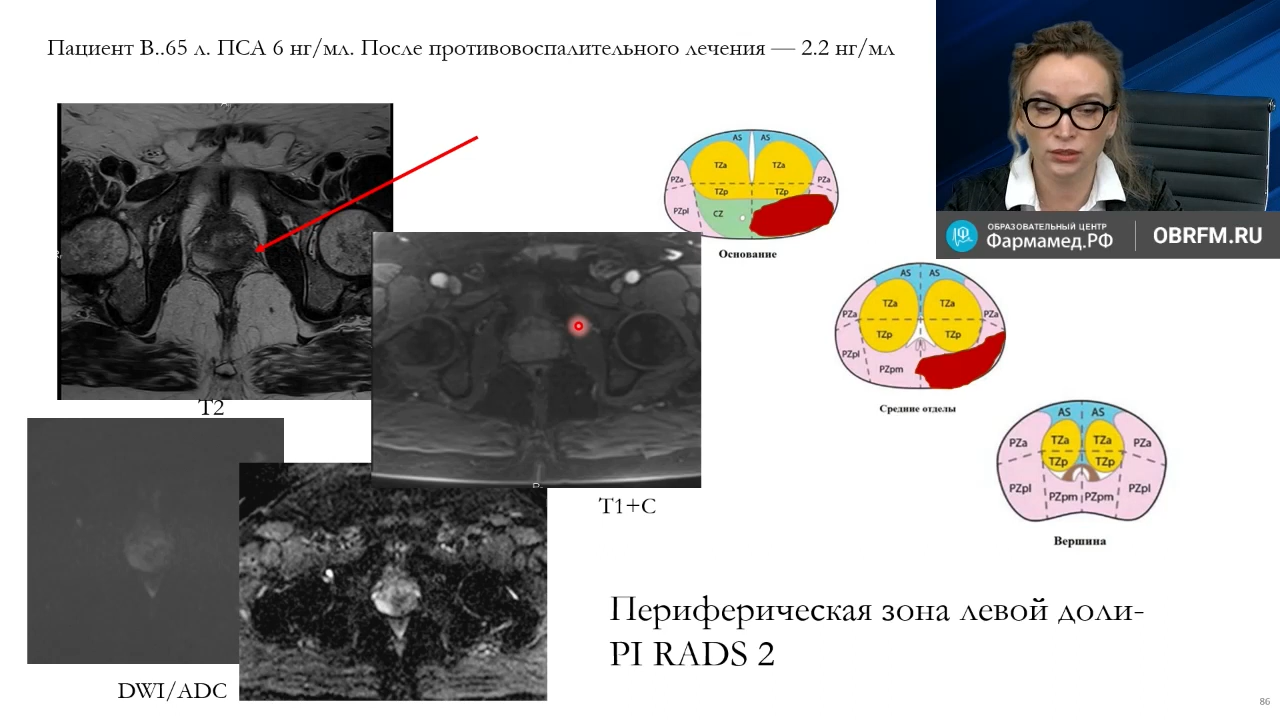 Пациент В..65 л. ПСА 6 нг/мл. После противовоспалительного лечения — 2.2 нг/мл
ОБРАЗОВАТЕЛЬНЫЙ ЦЕНТР
Фармамед.РФ
OBRFM.RU
AS AS
TZa TZa
PZa PZa
TZp TZp
PZpl CZ
Основание
AS AS
TZa TZa
PZa PZa
TZp TZp
PZpl
PZpm
Средние отделы
AS AS
PZa TZa TZa PZa
TZp TZp
PZpl PZpm PZpm PZpl
Вершина
T2
T1+C
DWI/ADC
Периферическая зона левой доли-
PI RADS 2
86